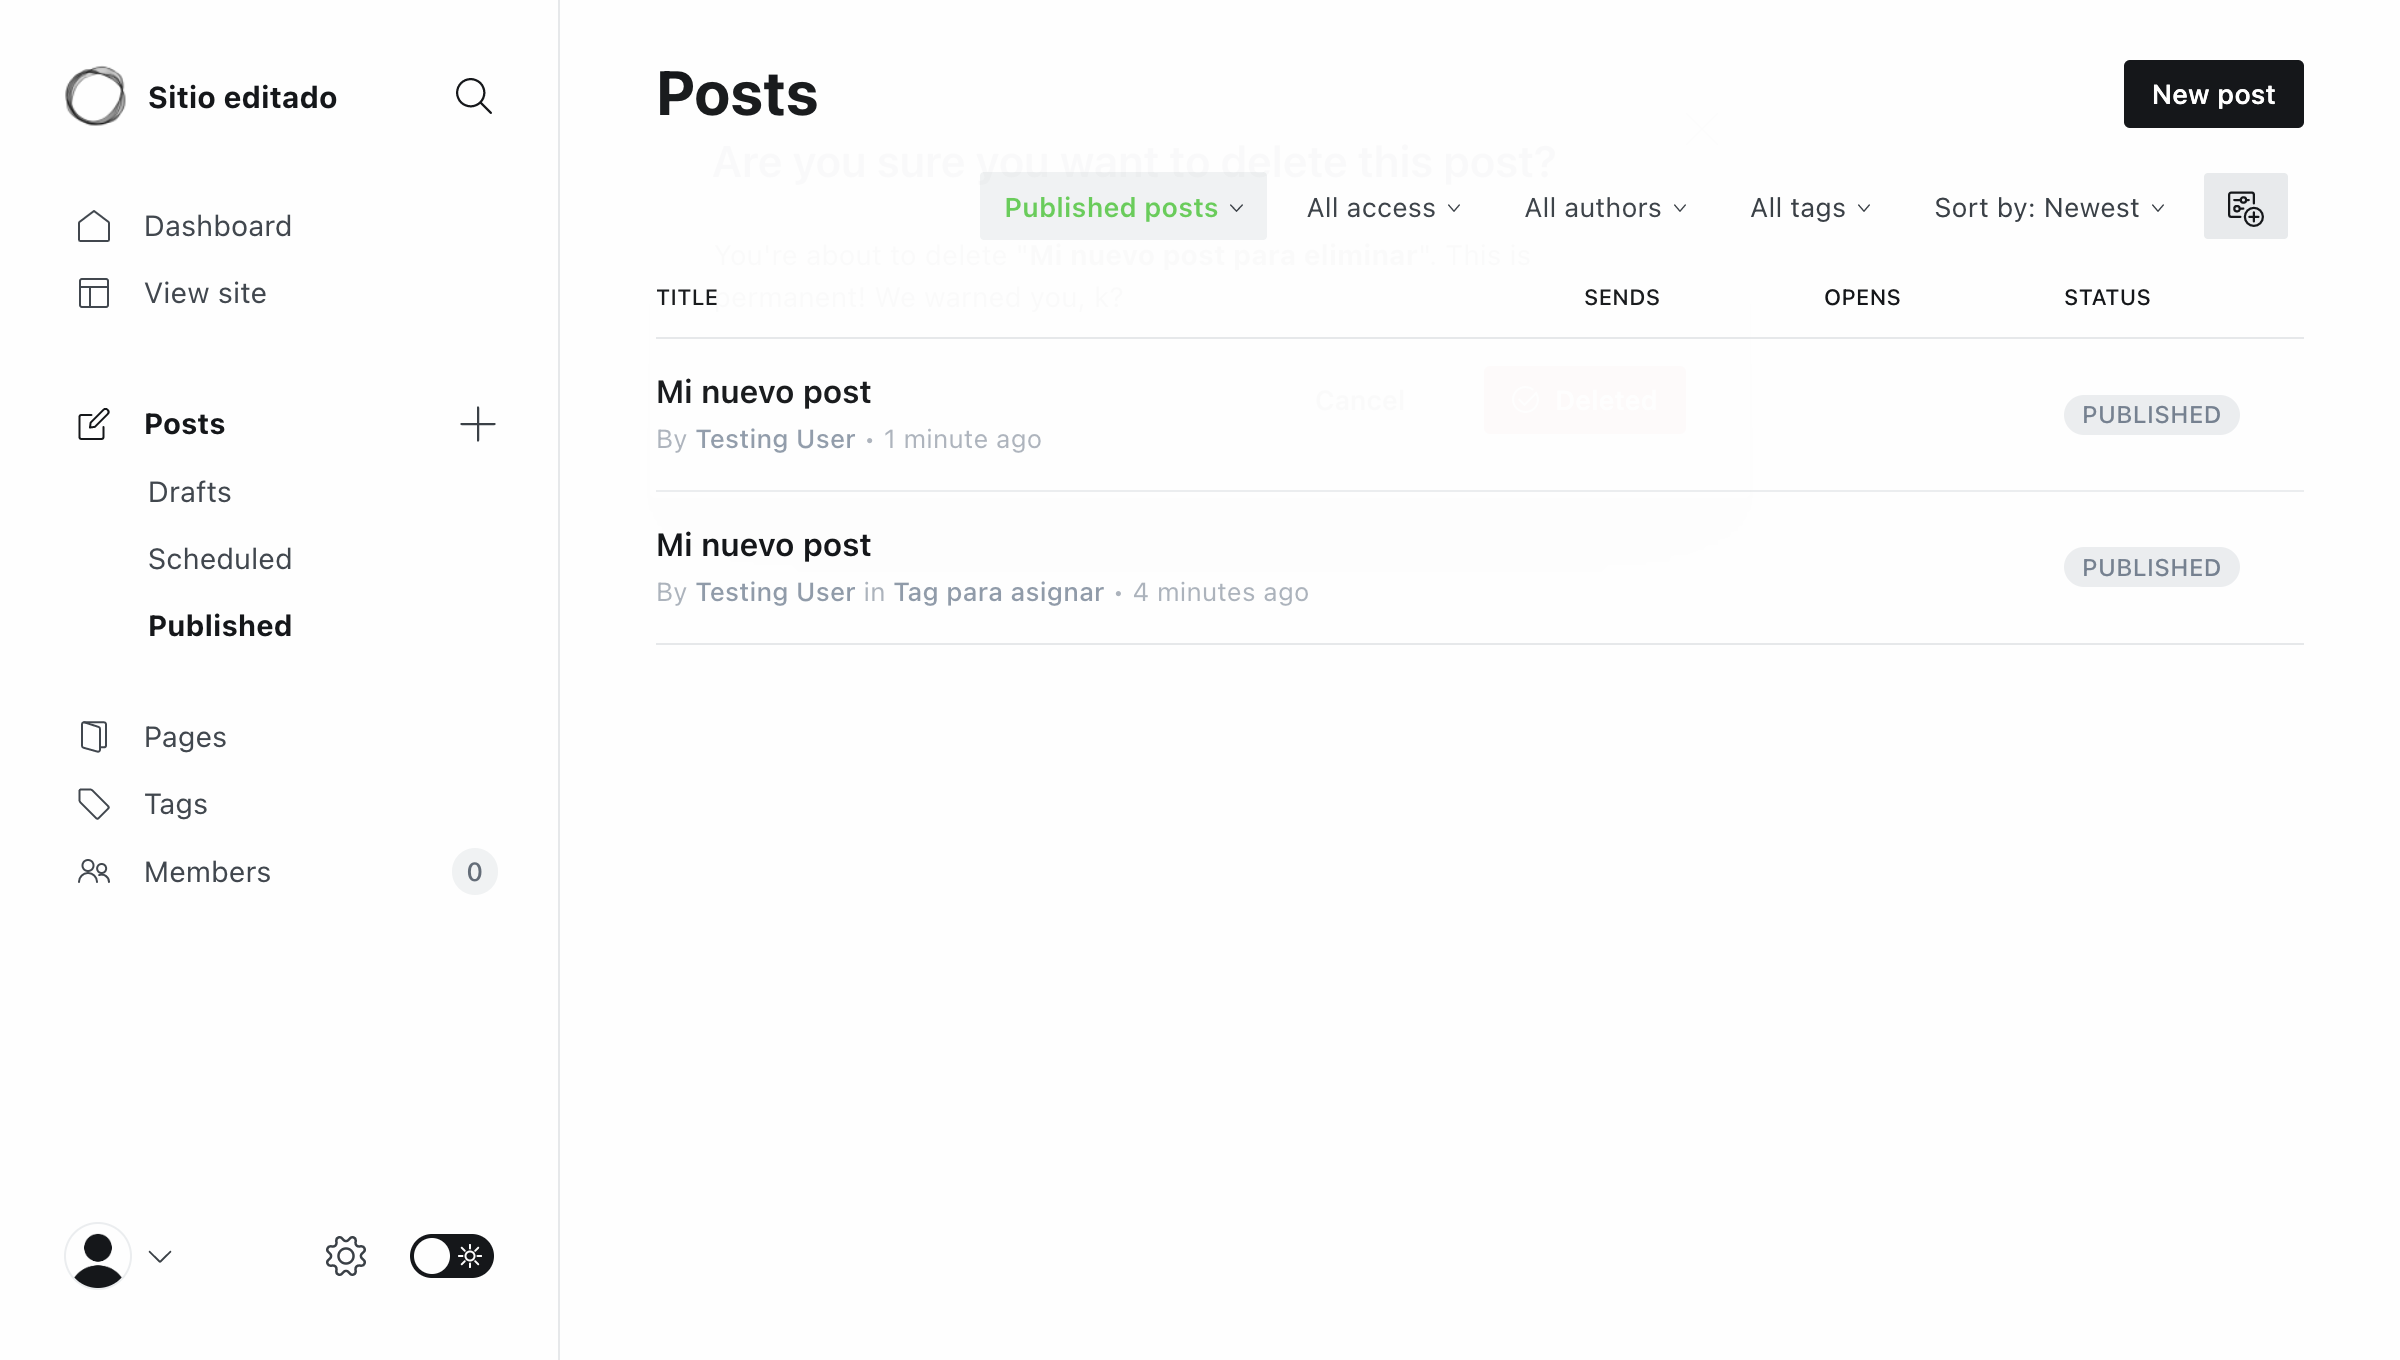 Sitio editado
Dashboard
View site
Posts
Drafts
Scheduled
Published
Pages
Tags
Members 0
Posts
New post
Are you sure you want to delete this post?
Published posts All access All authors All tags Sort by: Newest
You're about to delete "Mi nuevo post para eliminar". This is
permanent! We warned you, k?
TITLE SENDS OPENS STATUS
Mi nuevo post
By Testing User • 1 minute ago
PUBLISHED
Cancel Deleted
Mi nuevo post
By Testing User in Tag para asignar • 4 minutes ago
PUBLISHED